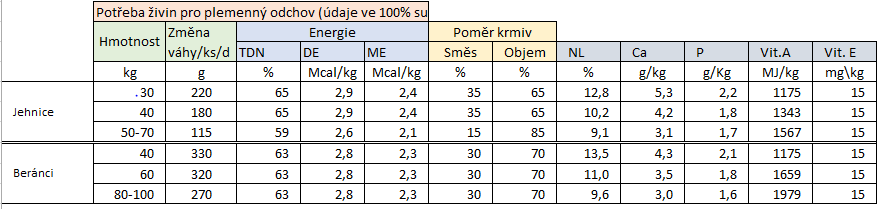 Potřeba živin pro plemenný odchov (údaje ve 100% su
Hmotnost Změna váhy/ks/d Energie Poměr krmiv
TDN DE ME Směs Objem NL Ca P Vit.A Vit. E
kg g % Mcal/kg Mcal/kg % % % g/kg g/Kg MJ/kg mg\kg
Jehnice
.30 220 65 2,9 2,4 35 65 12,8 5,3 2,2 1175 15
40 180 65 2,9 2,4 35 65 10,2 4,2 1,8 1343 15
50-70 115 59 2,6 2,1 15 85 9,1 3,1 1,7 1567 15
Beránci
40 330 63 2,8 2,3 30 70 13,5 4,3 2,1 1175 15
60 320 63 2,8 2,3 30 70 11,0 3,5 1,8 1659 15
80-100 270 63 2,8 2,3 30 70 9,6 3,0 1,6 1979 15